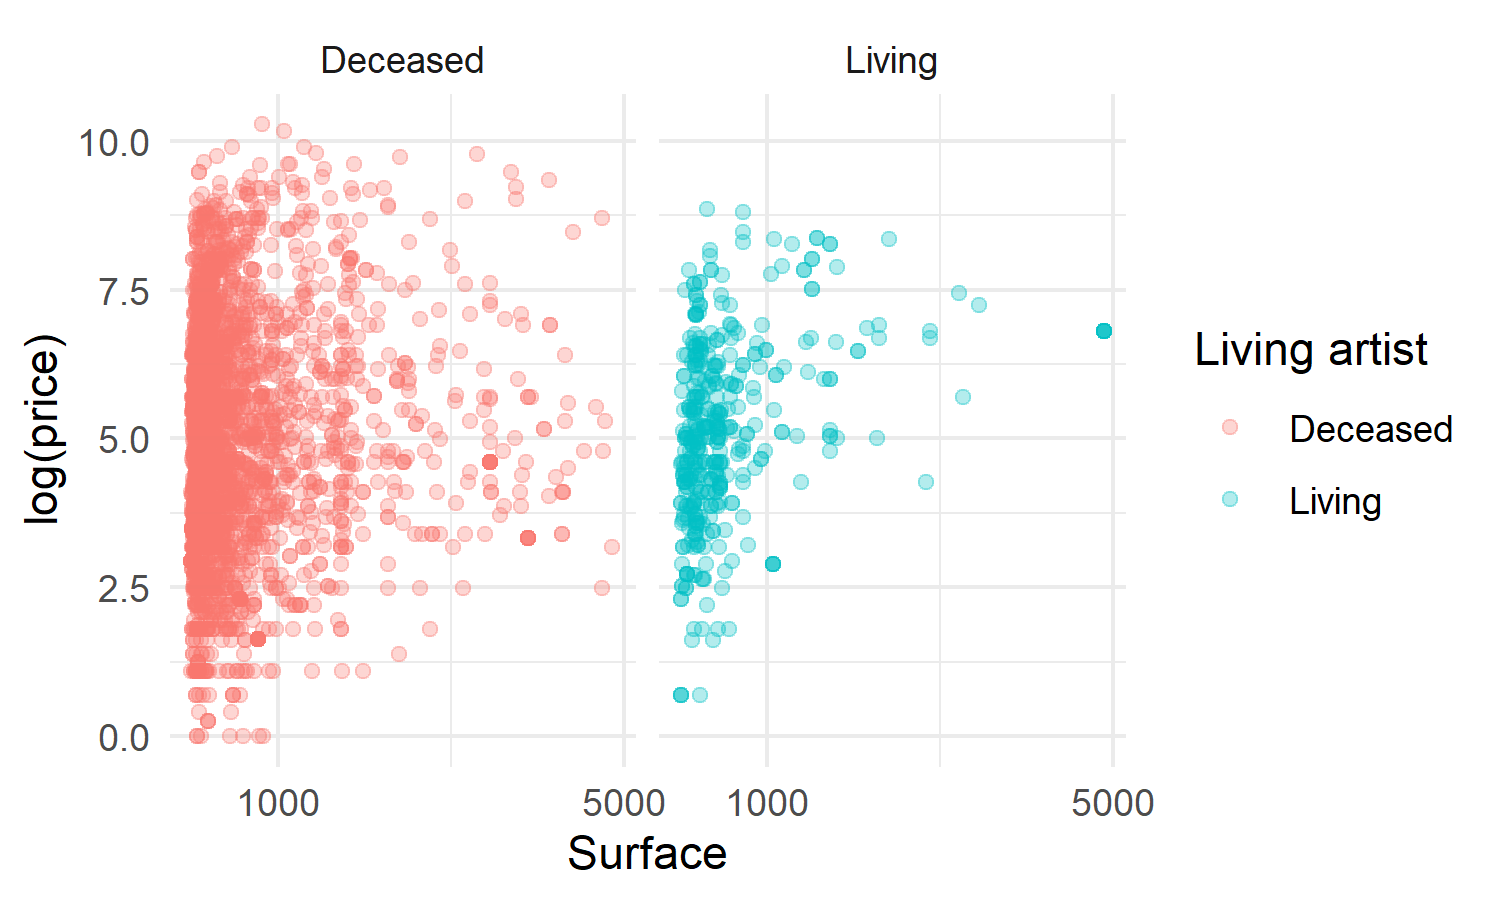 Deceased
Living
10.0
7.5
5.0
2.5
0.0
log(price)
1000
5000
1000
5000
Surface
Living artist
Deceased
Living